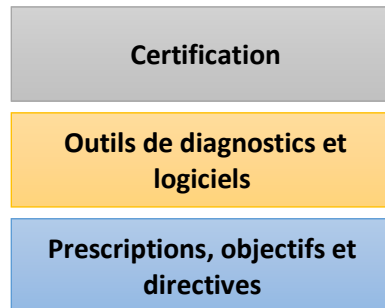 Certification
Outils de diagnostics et
logiciels
Prescriptions, objectifs et
directives